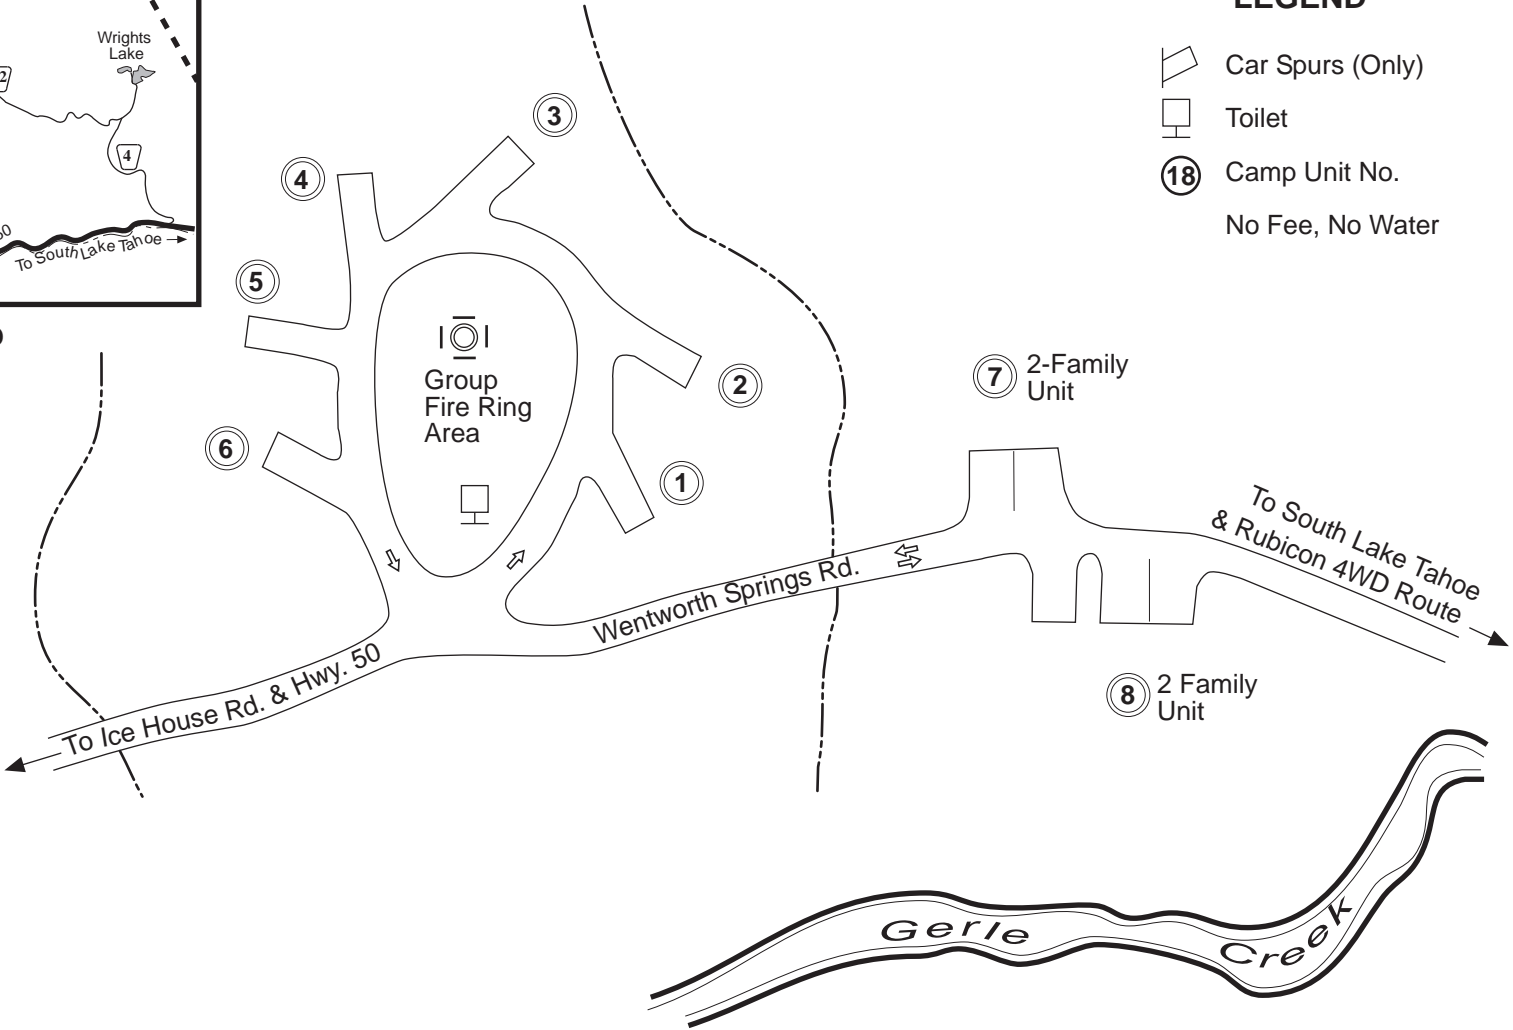 LEGEND
Car Spurs (Only)
Toilet
18
Camp Unit No.
No Fee, No Water
Wrights
Lake
2
4
50
To South Lake Tahoe
3
4
5
6
Group
Fire Ring
Area
2
1
7
2-Family
Unit
8
2 Family
Unit
To South Lake Tahoe
& Rubicon 4WD Route
Wentworth Springs Rd.
To Ice House Rd. & Hwy. 50
Gerle Creek